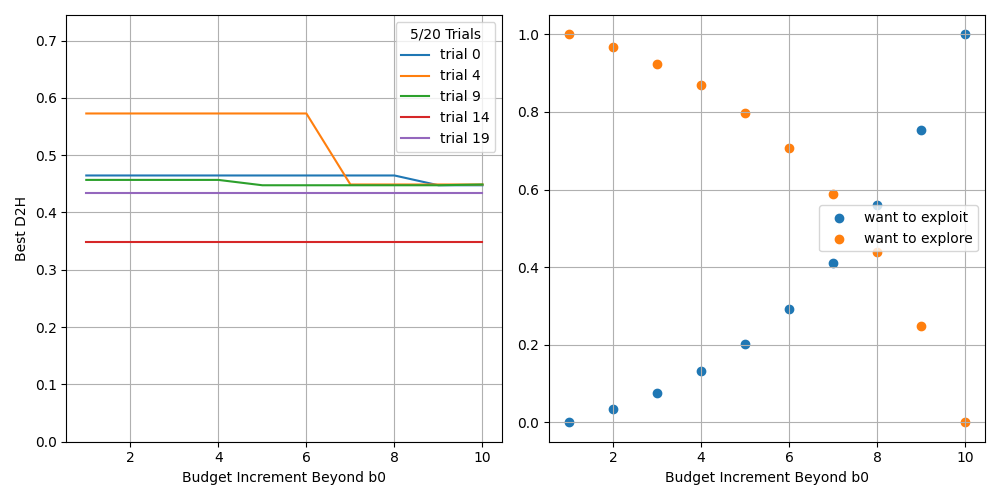 0.7
0.6
0.5
0.4
0.3
0.2
0.1
0.0
Best D2H
2 4 6 8 10
Budget Increment Beyond b0
5/20 Trials
trial 0
trial 4
trial 9
trial 14
trial 19
1.0
0.8
0.6
0.4
0.2
0.0
2 4 6 8 10
Budget Increment Beyond b0
want to exploit
want to explore